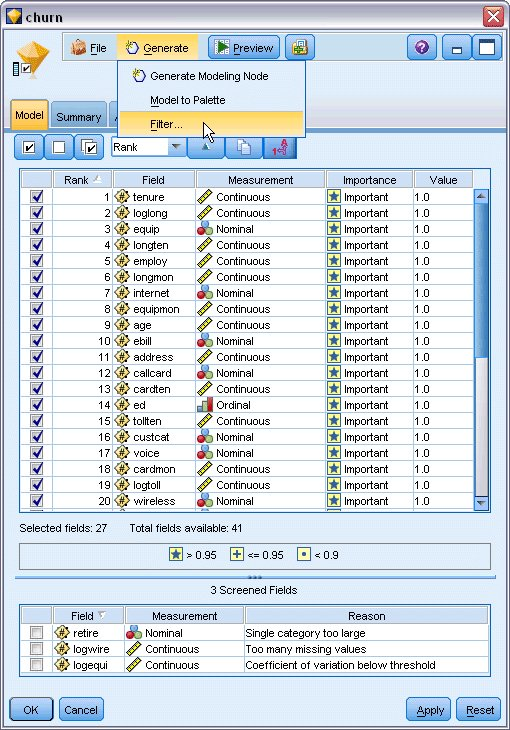 churn
File Generate Preview
Generate Modeling Node
Model to Palette
Filter...
Model Summary A
Rank
Rank Field Measurement Importance Value
1 tenure Continuous Important 1.0
2 loglong Continuous Important 1.0
3 equip Nominal Important 1.0
4 longten Continuous Important 1.0
5 employ Continuous Important 1.0
6 longmon Continuous Important 1.0
7 internet Nominal Important 1.0
8 equipmon Continuous Important 1.0
9 age Continuous Important 1.0
10 ebill Nominal Important 1.0
11 address Continuous Important 1.0
12 callcard Nominal Important 1.0
13 cardten Continuous Important 1.0
14 ed Ordinal Important 1.0
15 tollten Continuous Important 1.0
16 custcat Nominal Important 1.0
17 voice Nominal Important 1.0
18 cardmon Continuous Important 1.0
19 logtoll Continuous Important 1.0
20 wireless Nominal Important 1.0
Selected fields: 27 Total fields available: 41
> 0.95 <= 0.95 < 0.9
3 Screened Fields
Field Measurement Reason
retire Nominal Single category too large
logwire Continuous Too many missing values
logequi Continuous Coefficient of variation below threshold
OK Cancel Apply Reset